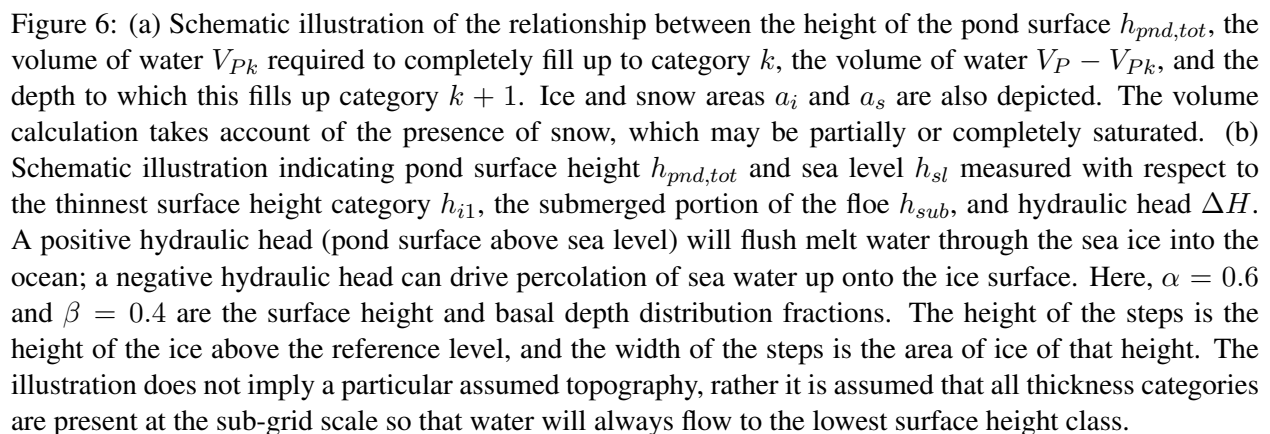 Figure 6: (a) Schematic illustration of the relationship between the height of the pond surface $h_{pnd,tot}$, the
volume of water $V_{Pk}$ required to completely fill up to category $k$, the volume of water $V_P - V_{Pk}$, and the
depth to which this fills up category $k + 1$. Ice and snow areas $a_i$ and $a_s$ are also depicted. The volume
calculation takes account of the presence of snow, which may be partially or completely saturated. (b)
Schematic illustration indicating pond surface height $h_{pnd,tot}$ and sea level $h_{sl}$ measured with respect to
the thinnest surface height category $h_{i1}$, the submerged portion of the floe $h_{sub}$, and hydraulic head $\Delta H$.
A positive hydraulic head (pond surface above sea level) will flush melt water through the sea ice into the
ocean; a negative hydraulic head can drive percolation of sea water up onto the ice surface. Here, $\alpha = 0.6$
and $\beta = 0.4$ are the surface height and basal depth distribution fractions. The height of the steps is the
height of the ice above the reference level, and the width of the steps is the area of ice of that height. The
illustration does not imply a particular assumed topography, rather it is assumed that all thickness categories
are present at the sub-grid scale so that water will always flow to the lowest surface height class.